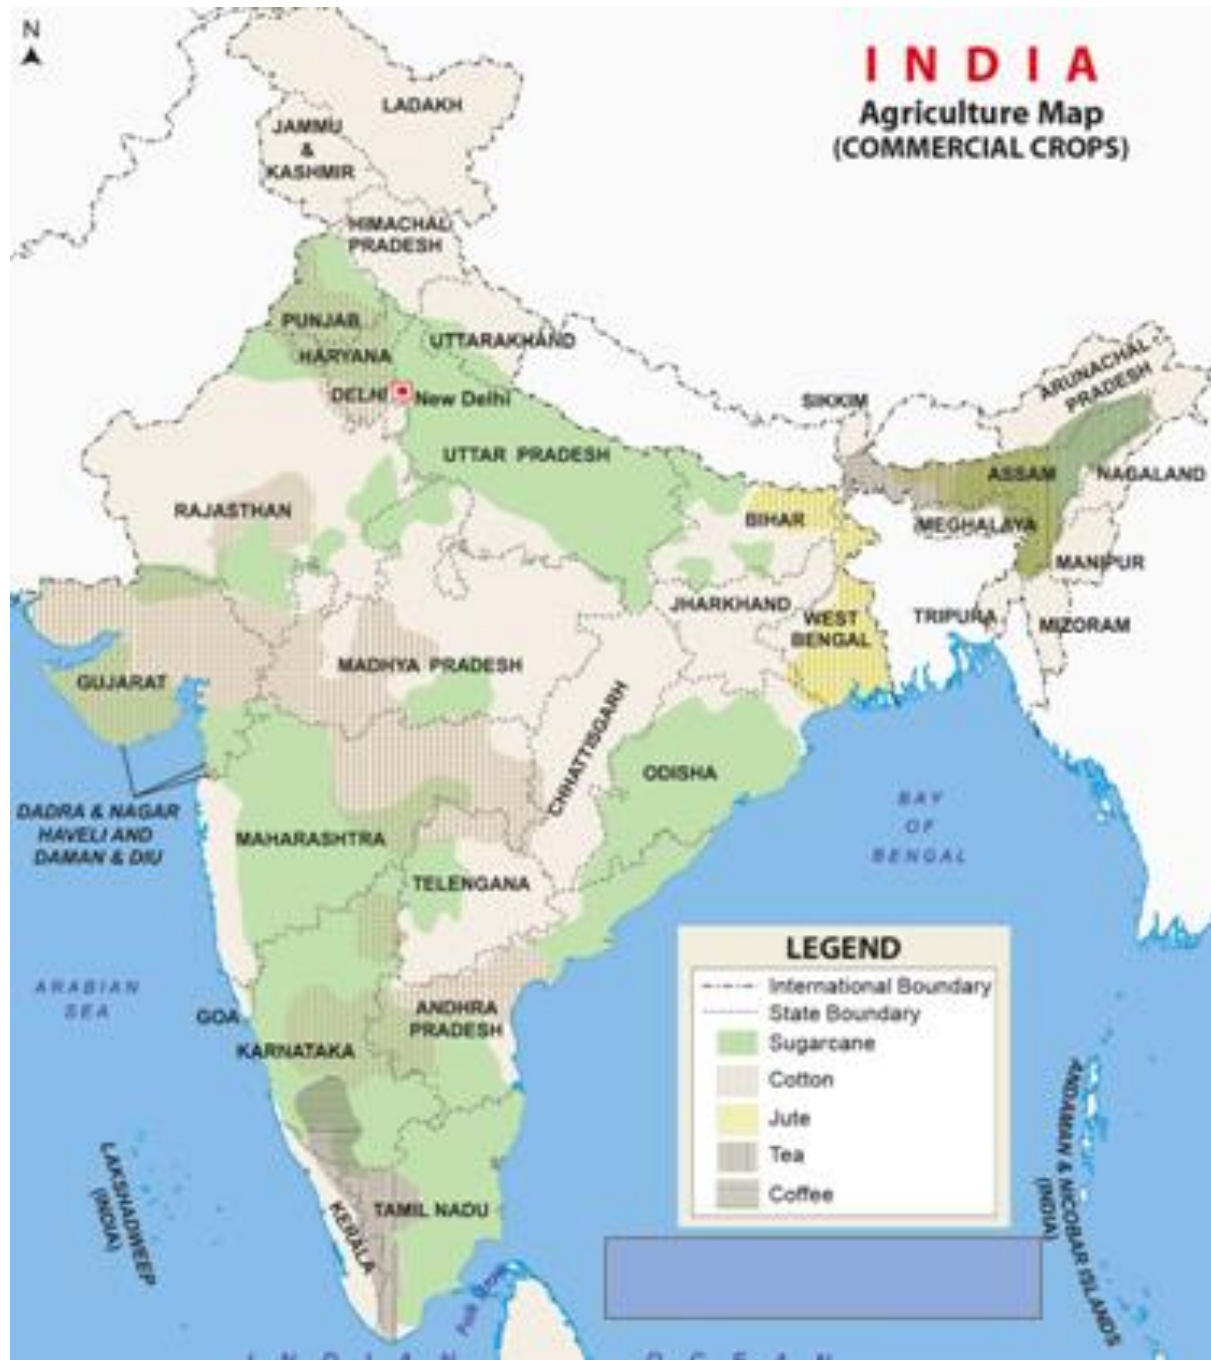 N
INDIA
Agriculture Map
(COMMERCIAL CROPS)
LADAKH
JAMMU
&
KASHMIR
HIMACHAL
PRADESH
PUNJAB
UTTARAKHAND
HARYANA
DELHI
New Delhi
ARUNACHAL
PRADESH
SIKKIM
UTTAR PRADESH
ASSAM
NAGALAND
RAJASTHAN
BIHAR
MEGHALAYA
MANIPUR
JHARKHAND
WEST
BENGAL
TRIPURA
MIZORAM
GUJARAT
MADHYA PRADESH
CHHATTISGARH
ODISHA
DADRA & NAGAR
HAVELI AND
DAMAN & DIU
MAHARASHTRA
BAY
OF
BENGAL
TELENGANA
ARABIAN
SEA
GOA
ANDHRA
PRADESH
KARNATAKA
LEGEND
International Boundary
State Boundary
Sugarcane
Cotton
Jute
Tea
Coffee
LAKSHADWEEP
(INDIA)
KERALA
TAMIL NADU
ANDAMAN & NICOBAR ISLANDS
(INDIA)
Palk
INDIAN OCEAN